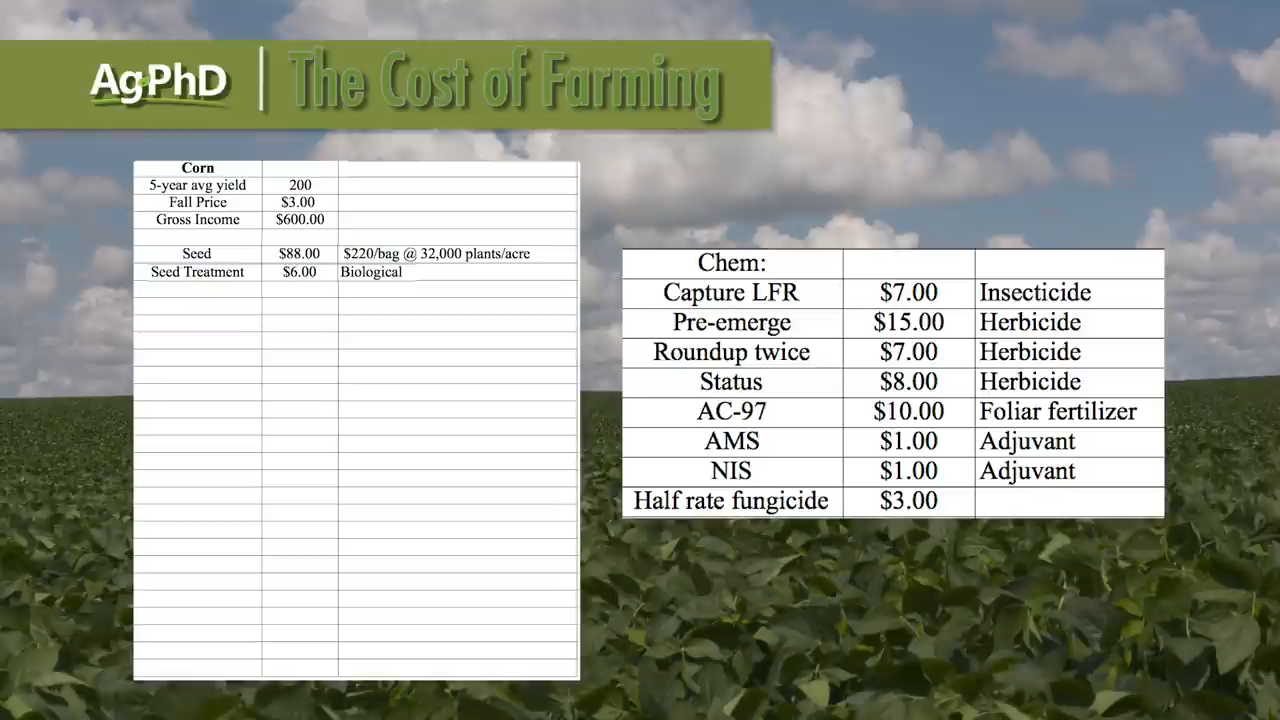 AgPhD The Cost of Farming
Corn
5-year avg yield 200
Fall Price $3.00
Gross Income $600.00
Seed $88.00 $220/bag @ 32,000 plants/acre
Seed Treatment $6.00 Biological
Chem:
Capture LFR $7.00 Insecticide
Pre-emerge $15.00 Herbicide
Roundup twice $7.00 Herbicide
Status $8.00 Herbicide
AC-97 $10.00 Foliar fertilizer
AMS $1.00 Adjuvant
NIS $1.00 Adjuvant
Half rate fungicide $3.00